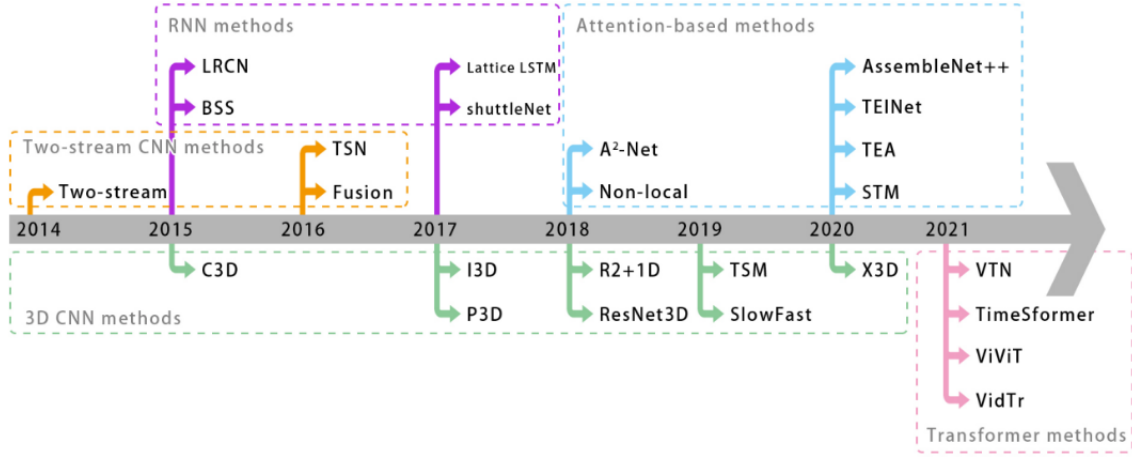 RNN methods
LRCN
BSS
Lattice LSTM
shuttleNet
Attention-based methods
A²-Net
Non-local
AssembleNet++
TEINet
TEA
STM
Two-stream CNN methods
Two-stream
TSN
Fusion
2014 2015 2016 2017 2018 2019 2020 2021
3D CNN methods
C3D
I3D
P3D
R2+1D
ResNet3D
TSM
SlowFast
X3D
VTN
TimeSformer
ViViT
VidTr
Transformer methods